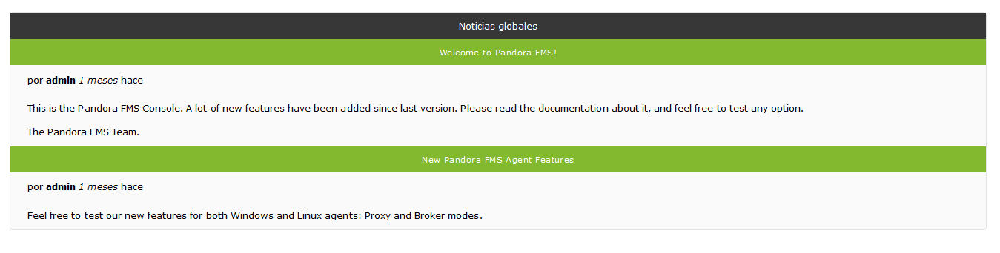 Noticias globales
Welcome to Pandora FMS!
por admin 1 meses hace
This is the Pandora FMS Console. A lot of new features have been added since last version. Please read the documentation about it, and feel free to test any option.
The Pandora FMS Team.
New Pandora FMS Agent Features
por admin 1 meses hace
Feel free to test our new features for both Windows and Linux agents: Proxy and Broker modes.